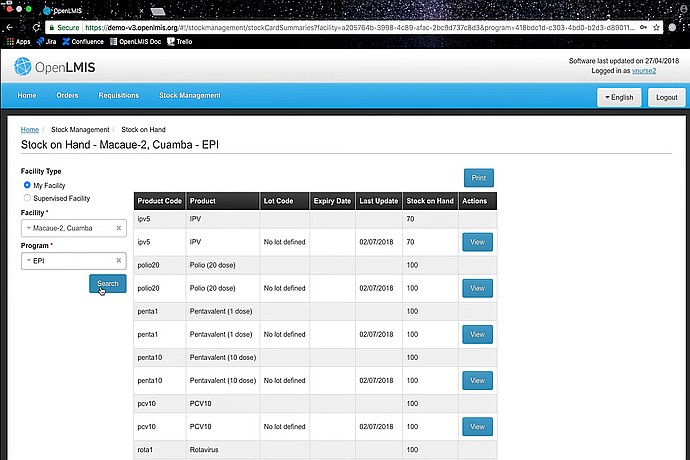 OpenLMIS
Secure https://demo-v3.openlmis.org/#!/stockmanagement/stockCardSummaries?facility=a205764b-3998-4c89-afac-2bc9d737c8d3&program=418bdc1d-c303-4bd0-b2d3-d89011...
Apps Jira Confluence OpenLMIS Doc Trello
OpenLMIS
Software last updated on 27/04/2018
Logged in as vnurse2
Home Orders Requisitions Stock Management English Logout
Home / Stock Management / Stock on Hand
Stock on Hand - Macaue-2, Cuamba - EPI
Facility Type
My Facility
Supervised Facility
Facility *
Macaue-2, Cuamba
Program *
EPI
Search
Print
Product Code Product Lot Code Expiry Date Last Update Stock on Hand Actions
ipv5 IPV 70
ipv5 IPV No lot defined 02/07/2018 70 View
polio20 Polio (20 dose) 100
polio20 Polio (20 dose) No lot defined 02/07/2018 100 View
penta1 Pentavalent (1 dose) 100
penta1 Pentavalent (1 dose) No lot defined 02/07/2018 100 View
penta10 Pentavalent (10 dose) 100
penta10 Pentavalent (10 dose) No lot defined 02/07/2018 100 View
pcv10 PCV10 100
pcv10 PCV10 No lot defined 02/07/2018 100 View
rota1 Rotavirus 100